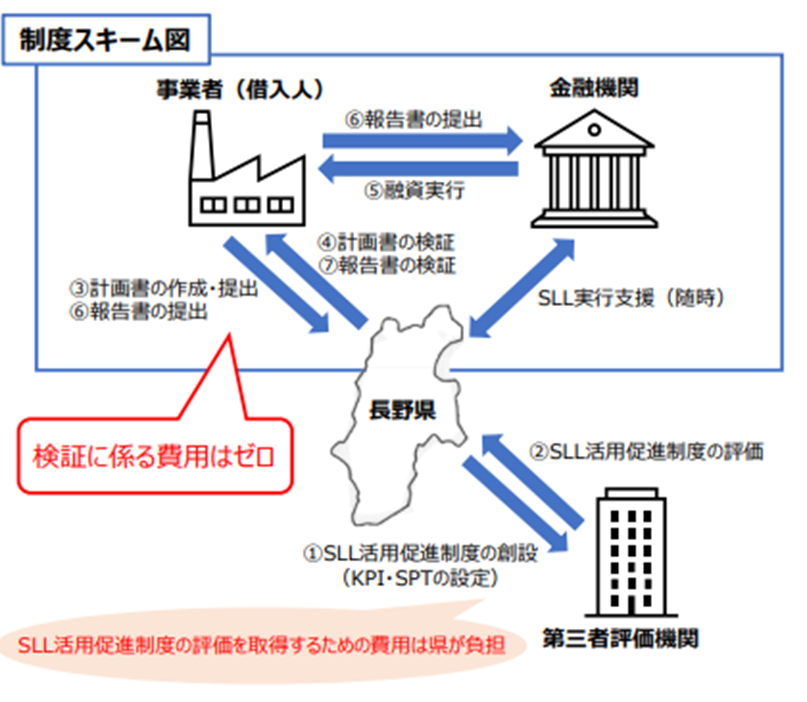 制度スキーム図
事業者（借入人）
金融機関
⑥報告書の提出
⑤融資実行
④計画書の検証
⑦報告書の検証
③計画書の作成・提出
⑥報告書の提出
SLL実行支援（随時）
長野県
検証に係る費用はゼロ
②SLL活用促進制度の評価
①SLL活用促進制度の創設
（KPI・SPTの設定）
SLL活用促進制度の評価を取得するための費用は県が負担
第三者評価機関